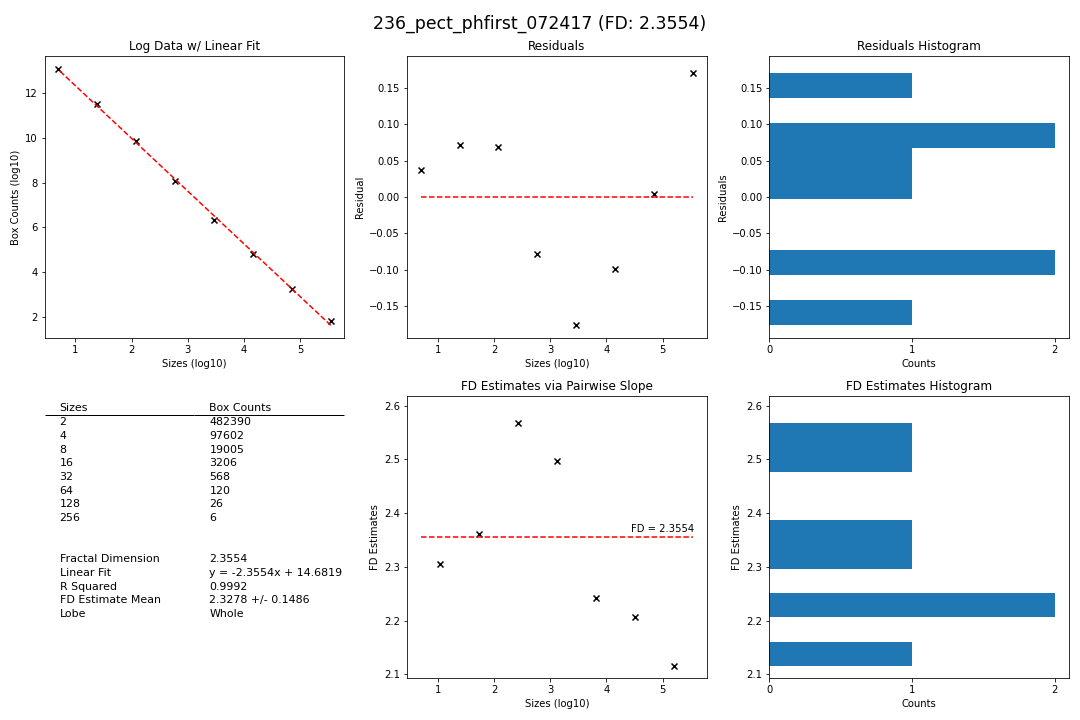 236_pect_phfirst_072417 (FD: 2.3554)
Log Data w/ Linear Fit
Box Counts (log10)
12
10
8
6
4
2
1 2 3 4 5
Sizes (log10)
Residuals
Residual
0.15
0.10
0.05
0.00
−0.05
−0.10
−0.15
1 2 3 4 5
Sizes (log10)
Residuals Histogram
Residuals
0.15
0.10
0.05
0.00
−0.05
−0.10
−0.15
0 1 2
Counts
Sizes Box Counts
2 482390
4 97602
8 19005
16 3206
32 568
64 120
128 26
256 6
Fractal Dimension 2.3554
Linear Fit y = -2.3554x + 14.6819
R Squared 0.9992
FD Estimate Mean 2.3278 +/- 0.1486
Lobe Whole
FD Estimates via Pairwise Slope
FD Estimates
2.6
2.5
2.4
2.3
2.2
2.1
FD = 2.3554
1 2 3 4 5
Sizes (log10)
FD Estimates Histogram
FD Estimates
2.6
2.5
2.4
2.3
2.2
2.1
0 1 2
Counts